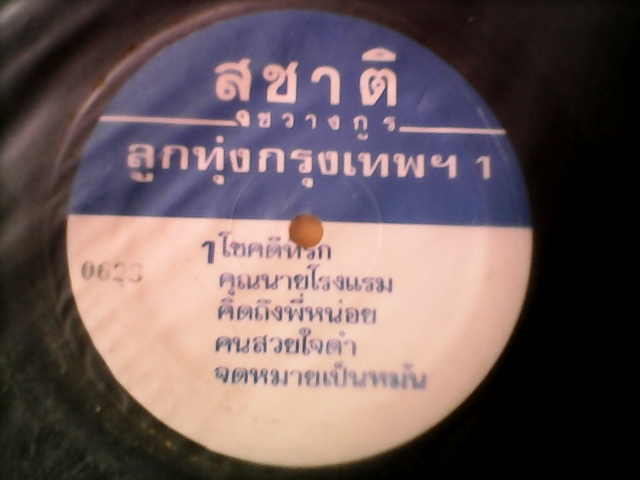 สุชาติ
ชวางกูร
ลูกทุ่งกรุงเทพฯ 1
1 โชคดีที่รัก
คุณนายโรงแรม
คิดถึงพี่หน่อย
คนสวยใจดำ
จดหมายเป็นหมัน